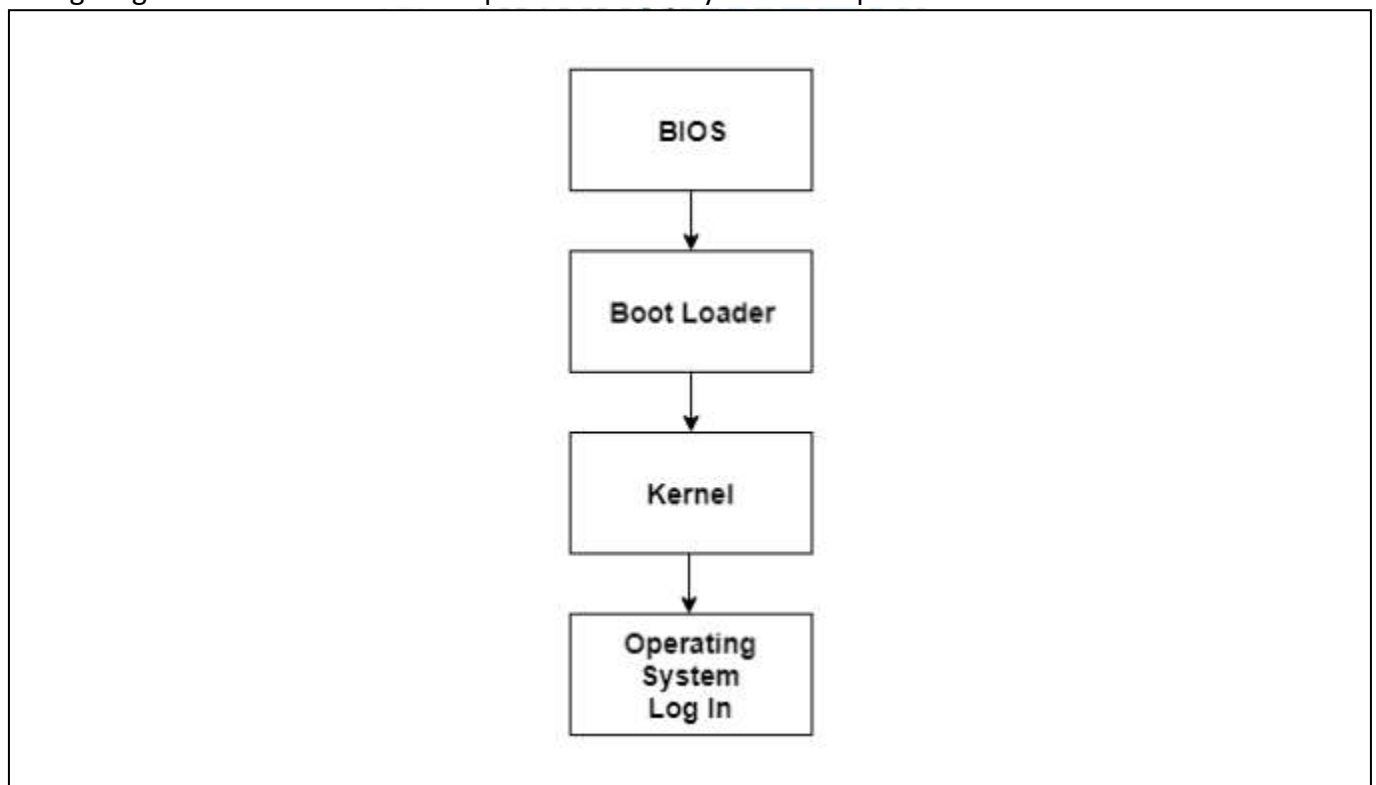 BIOS
Boot Loader
Kernel
Operating
System
Log In